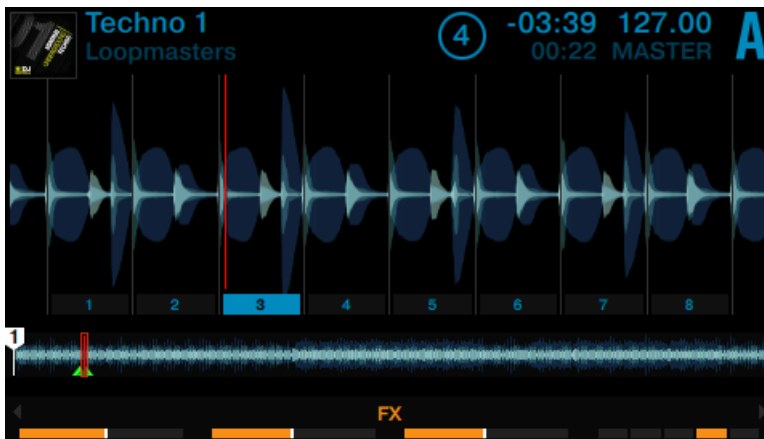 Techno 1
Loopmasters
4
-03:39 127.00
00:22 MASTER
A
1 2 3 4 5 6 7 8
1
FX